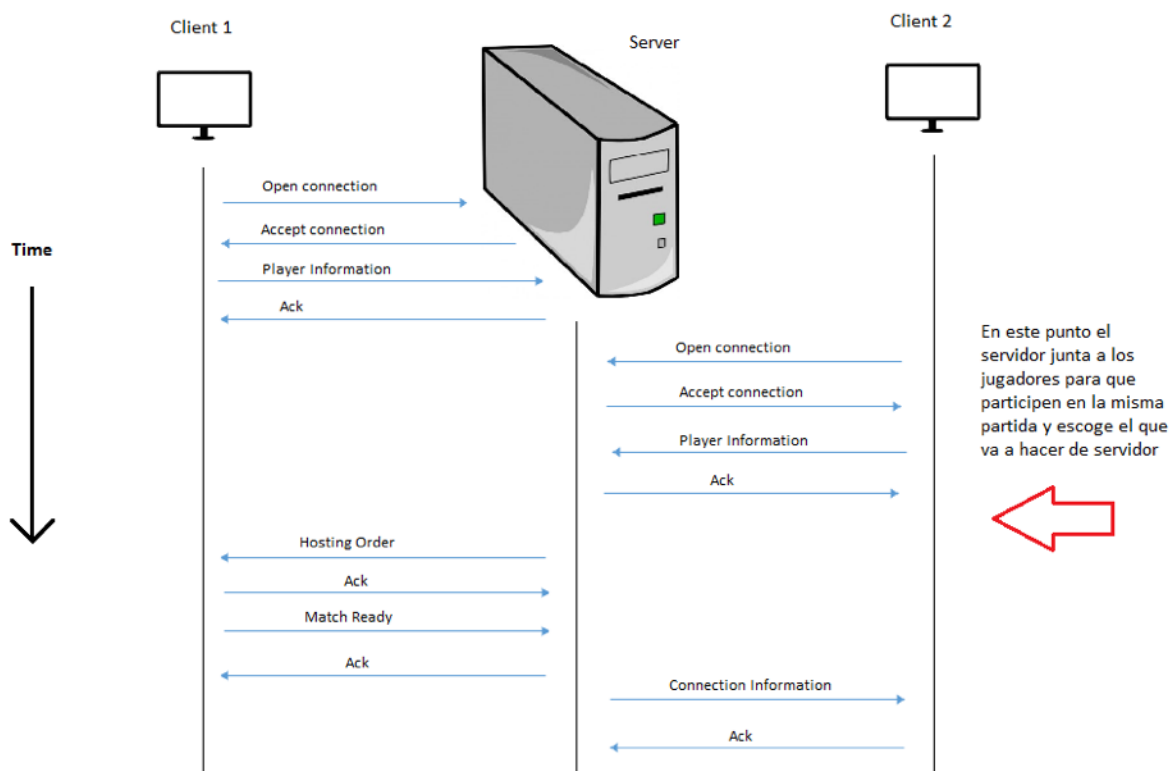 Client 1
Server
Client 2
Open connection
Accept connection
Time
Player Information
Ack
Open connection
Accept connection
Player Information
Ack
En este punto el
servidor junta a los
jugadores para que
participen en la misma
partida y escoge el que
va a hacer de servidor
Hosting Order
Ack
Match Ready
Ack
Connection Information
Ack